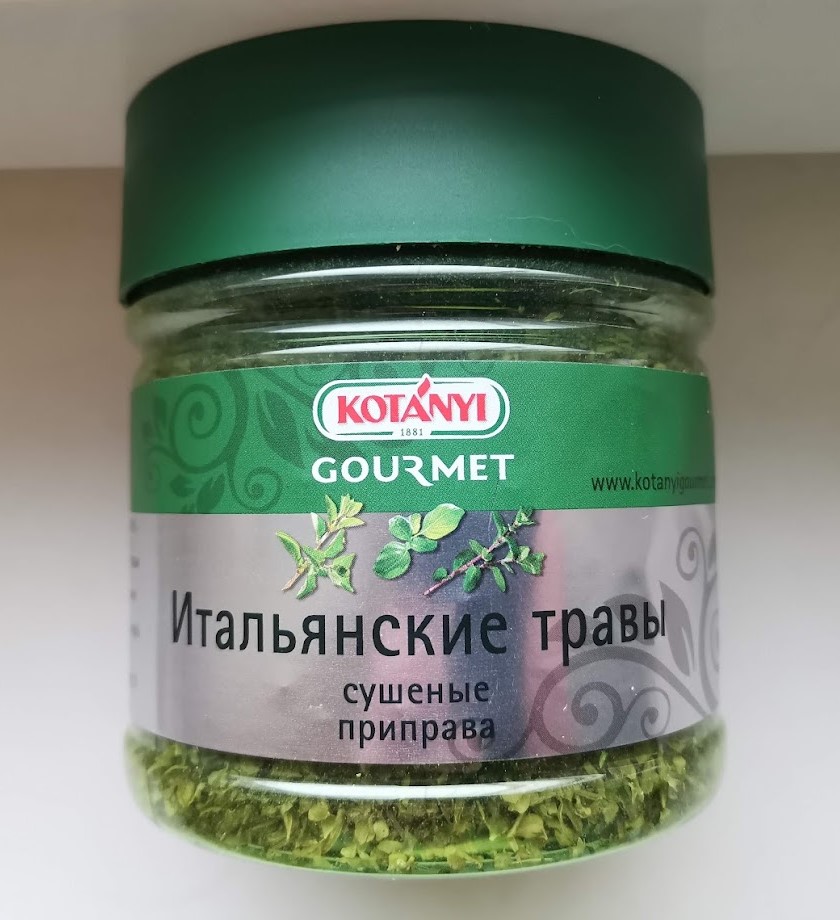 KOTÁNYI
1881
GOURMET
Итальянские травы
сушеные
приправа